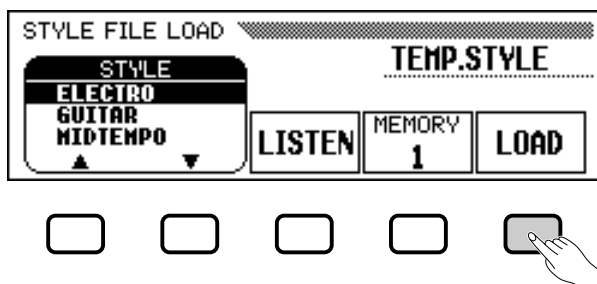 STYLE FILE LOAD
TEMP.STYLE
STYLE
ELECTRO
GUITAR
MIDTEMPO
LISTEN
MEMORY
1
LOAD